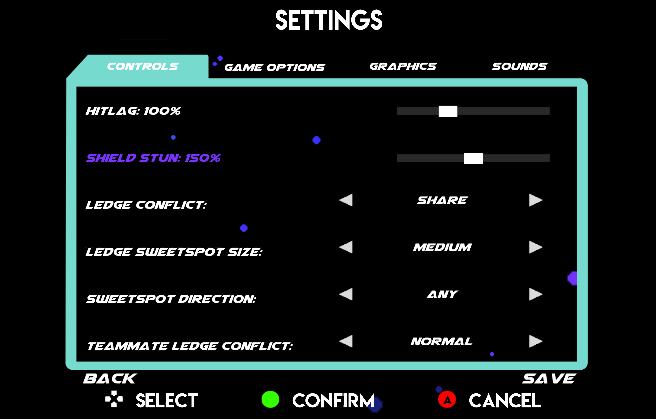 SETTINGS
CONTROLS GAME OPTIONS GRAPHICS SOUNDS
HITLAG: 100%
SHIELD STUN: 150%
LEDGE CONFLICT: SHARE
LEDGE SWEETSPOT SIZE: MEDIUM
SWEETSPOT DIRECTION: ANY
TEAMMATE LEDGE CONFLICT: NORMAL
BACK SAVE
SELECT CONFIRM A CANCEL